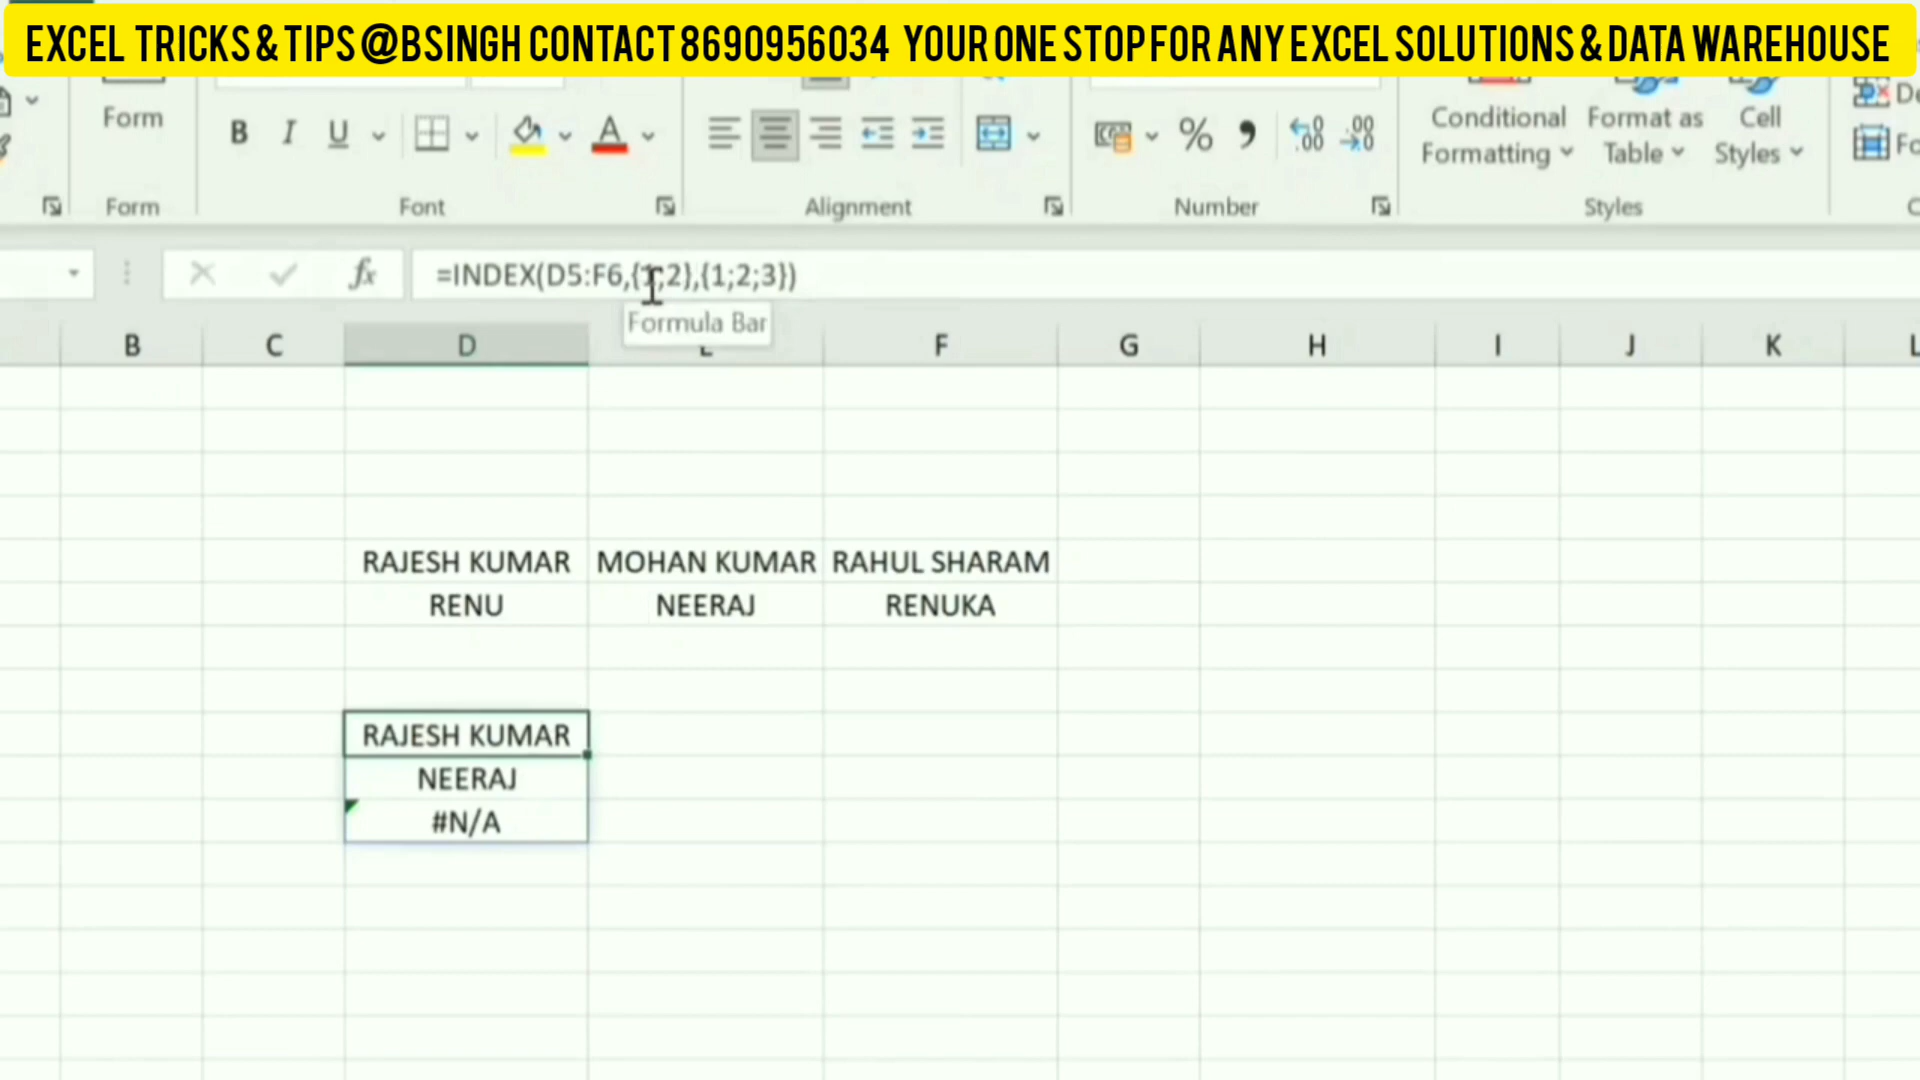 EXCEL TRICKS & TIPS @BSINGH CONTACT 8690956034 YOUR ONE STOP FOR ANY EXCEL SOLUTIONS & DATA WAREHOUSE
Form
B I U A % .00
Conditional Formatting
Format as Table
Cell Styles
Form Font Alignment Number Styles
fx =INDEX(D5:F6,{1;2},{1;2;3})
Formula Bar
B C D E F G H I J K L
RAJESH KUMAR MOHAN KUMAR RAHUL SHARAM
RENU NEERAJ RENUKA
RAJESH KUMAR
NEERAJ
#N/A